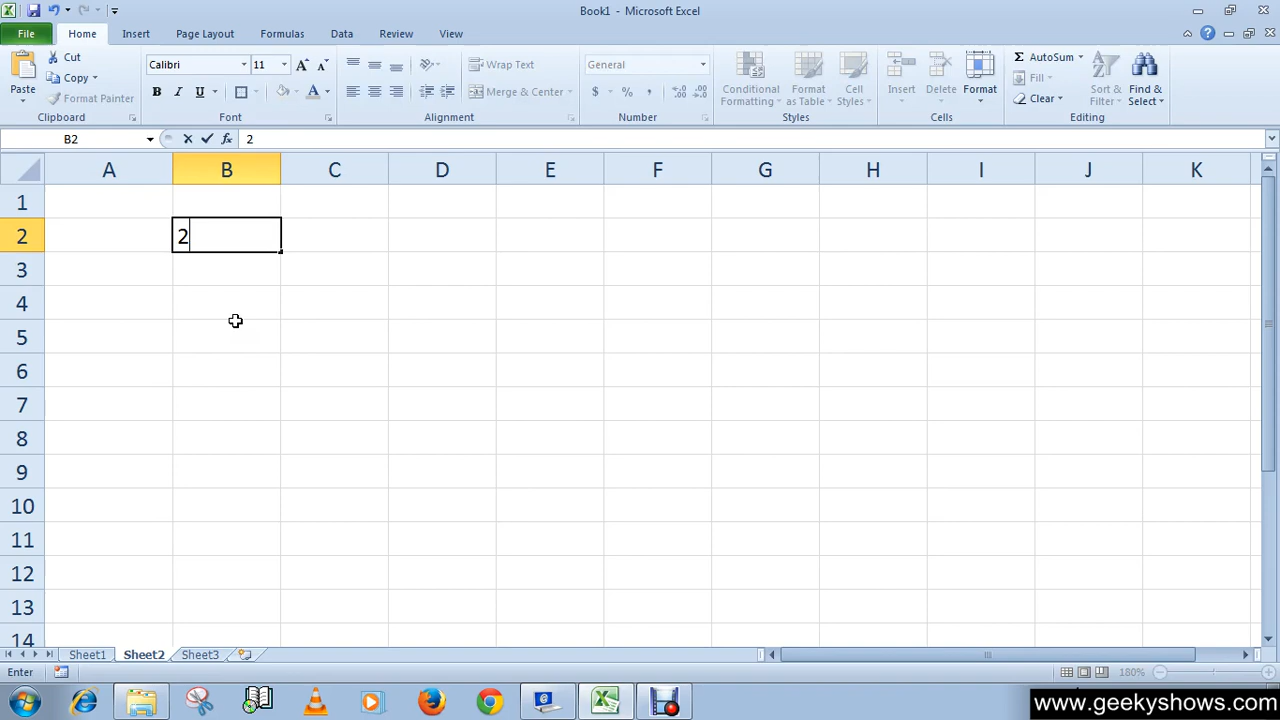 Book1 - Microsoft Excel
File Home Insert Page Layout Formulas Data Review View
Paste
Cut
Copy
Format Painter
Clipboard
Calibri 11 A A
B I U A
Font
Wrap Text
Merge & Center
Alignment
General
$ % ,
Number
Conditional Formatting
Format as Table
Cell Styles
Styles
Insert Delete Format
Cells
Σ AutoSum
Fill
Clear
Sort & Filter
Find & Select
Editing
B2 fx 2
A B C D E F G H I J K
1
2 2
3
4
5
6
7
8
9
10
11
12
13
14
Sheet1 Sheet2 Sheet3
Enter 180%
www.geekyshows.com